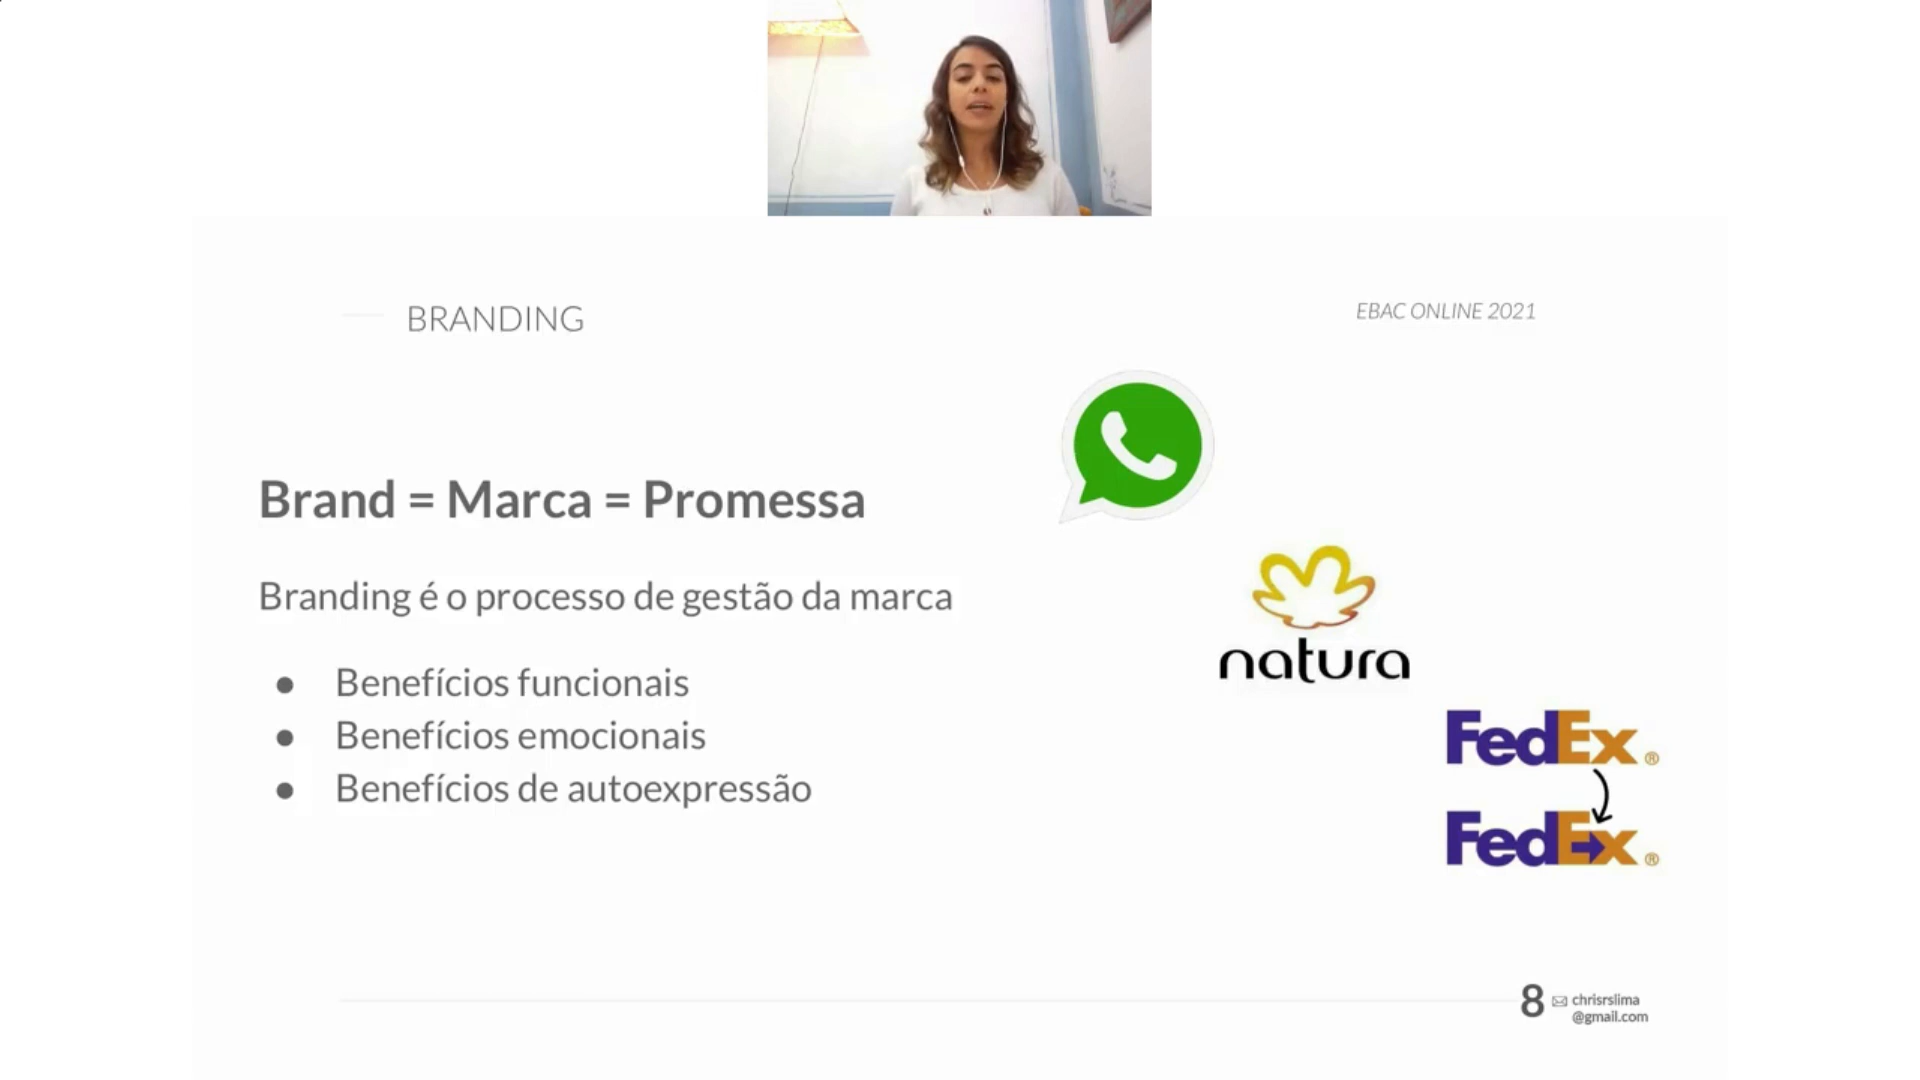 BRANDING
EBAC ONLINE 2021
Brand = Marca = Promessa
Branding é o processo de gestão da marca
● Benefícios funcionais
● Benefícios emocionais
● Benefícios de autoexpressão
natura
FedEx®
FedEx®
8
chrisrslima
@gmail.com